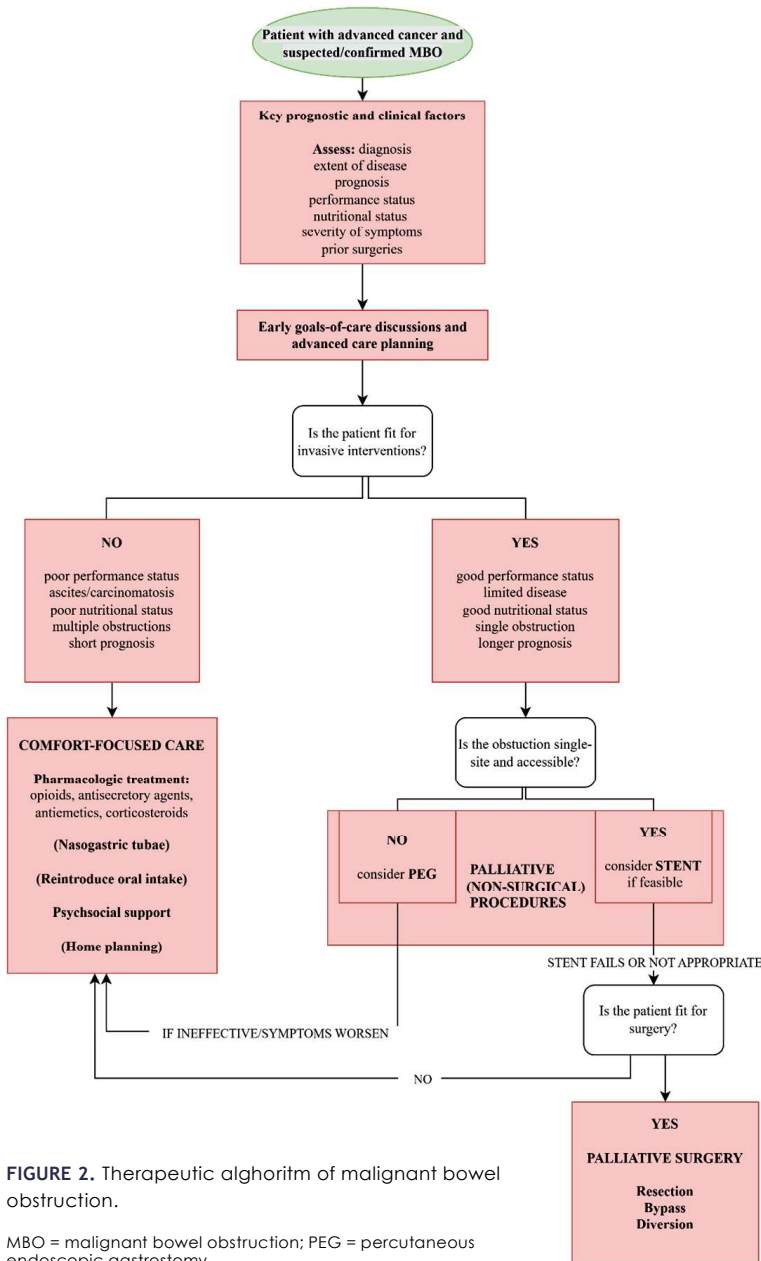 Patient with advanced cancer and
suspected/confirmed MBO
Key prognostic and clinical factors
Assess: diagnosis
extent of disease
prognosis
performance status
nutritional status
severity of symptoms
prior surgeries
Early goals-of-care discussions and
advanced care planning
Is the patient fit for
invasive interventions?
NO
poor performance status
ascites/carcinomatosis
poor nutritional status
multiple obstructions
short prognosis
YES
good performance status
limited disease
good nutritional status
single obstruction
longer prognosis
COMFORT-FOCUSED CARE
Pharmacologic treatment:
opioids, antisecretory agents,
antiemetics, corticosteroids
(Nasogastric tubae)
(Reintroduce oral intake)
Psychsocial support
(Home planning)
Is the obstuction single-
site and accessible?
NO
consider PEG
PALLIATIVE
(NON-SURGICAL)
PROCEDURES
YES
consider STENT
if feasible
STENT FAILS OR NOT APPROPRIATE
IF INEFFECTIVE/SYMPTOMS WORSEN
Is the patient fit for
surgery?
NO
YES
PALLIATIVE SURGERY
Resection
Bypass
Diversion
FIGURE 2. Therapeutic alghoritm of malignant bowel
obstruction.
MBO = malignant bowel obstruction; PEG = percutaneous
endoscopic gastrostomy